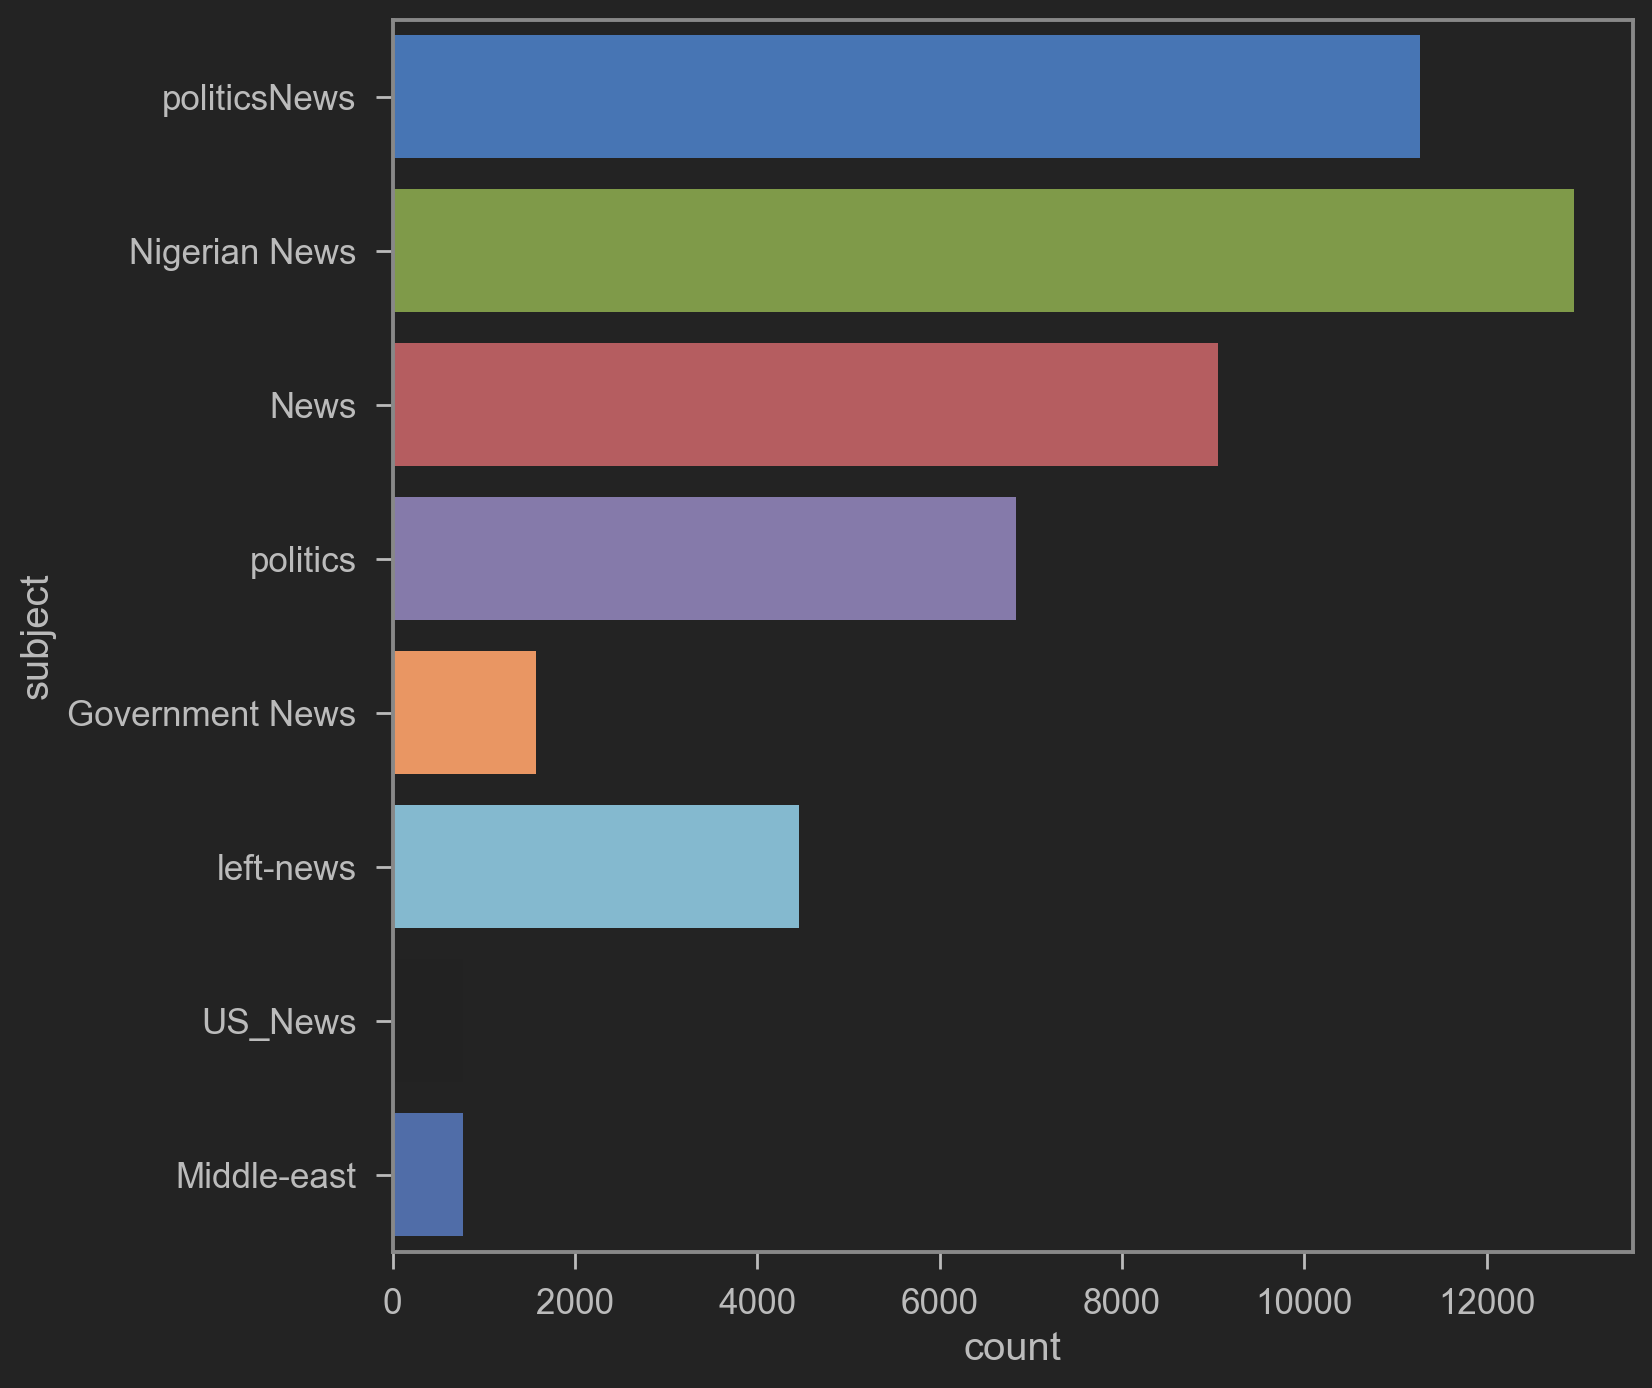 politicsNews
Nigerian News
News
politics
Government News
left-news
US_News
Middle-east
subject
0 2000 4000 6000 8000 10000 12000
count